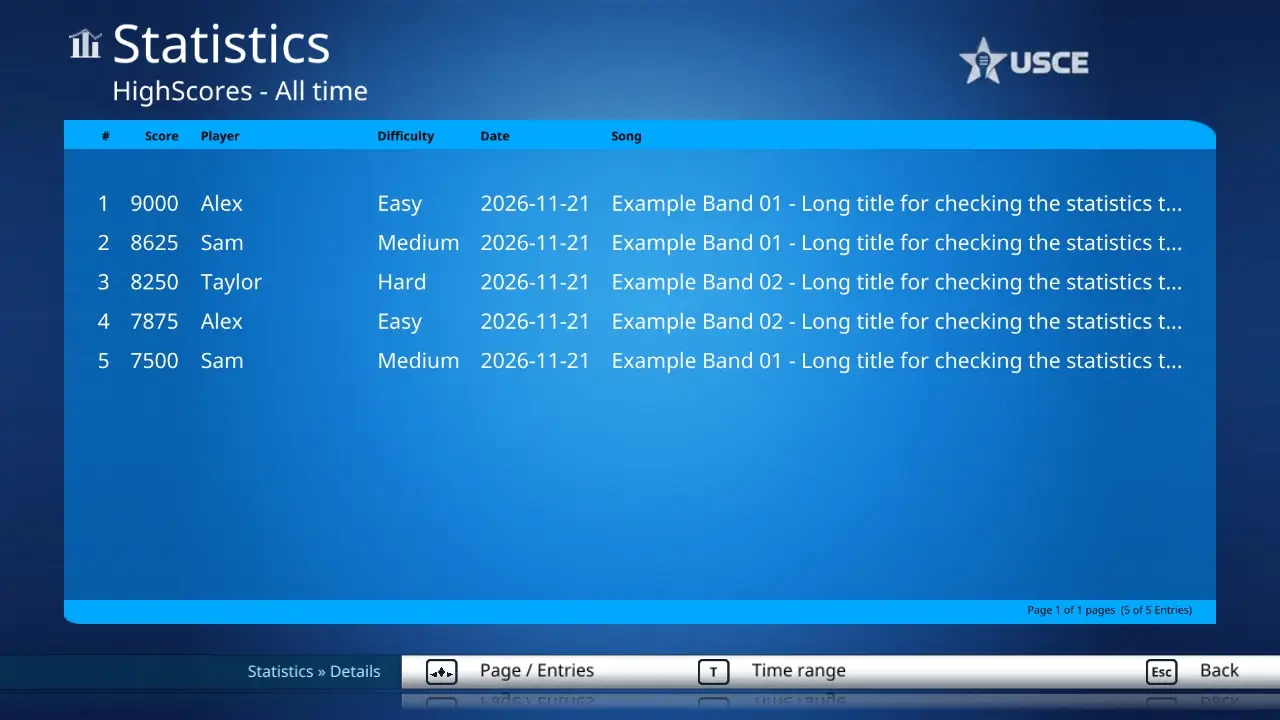 Statistics
HighScores - All time
USCE
# Score Player Difficulty Date Song
1 9000 Alex Easy 2026-11-21 Example Band 01 - Long title for checking the statistics t...
2 8625 Sam Medium 2026-11-21 Example Band 01 - Long title for checking the statistics t...
3 8250 Taylor Hard 2026-11-21 Example Band 02 - Long title for checking the statistics t...
4 7875 Alex Easy 2026-11-21 Example Band 02 - Long title for checking the statistics t...
5 7500 Sam Medium 2026-11-21 Example Band 01 - Long title for checking the statistics t...
Page 1 of 1 pages (5 of 5 Entries)
Statistics » Details Page / Entries T Time range Esc Back